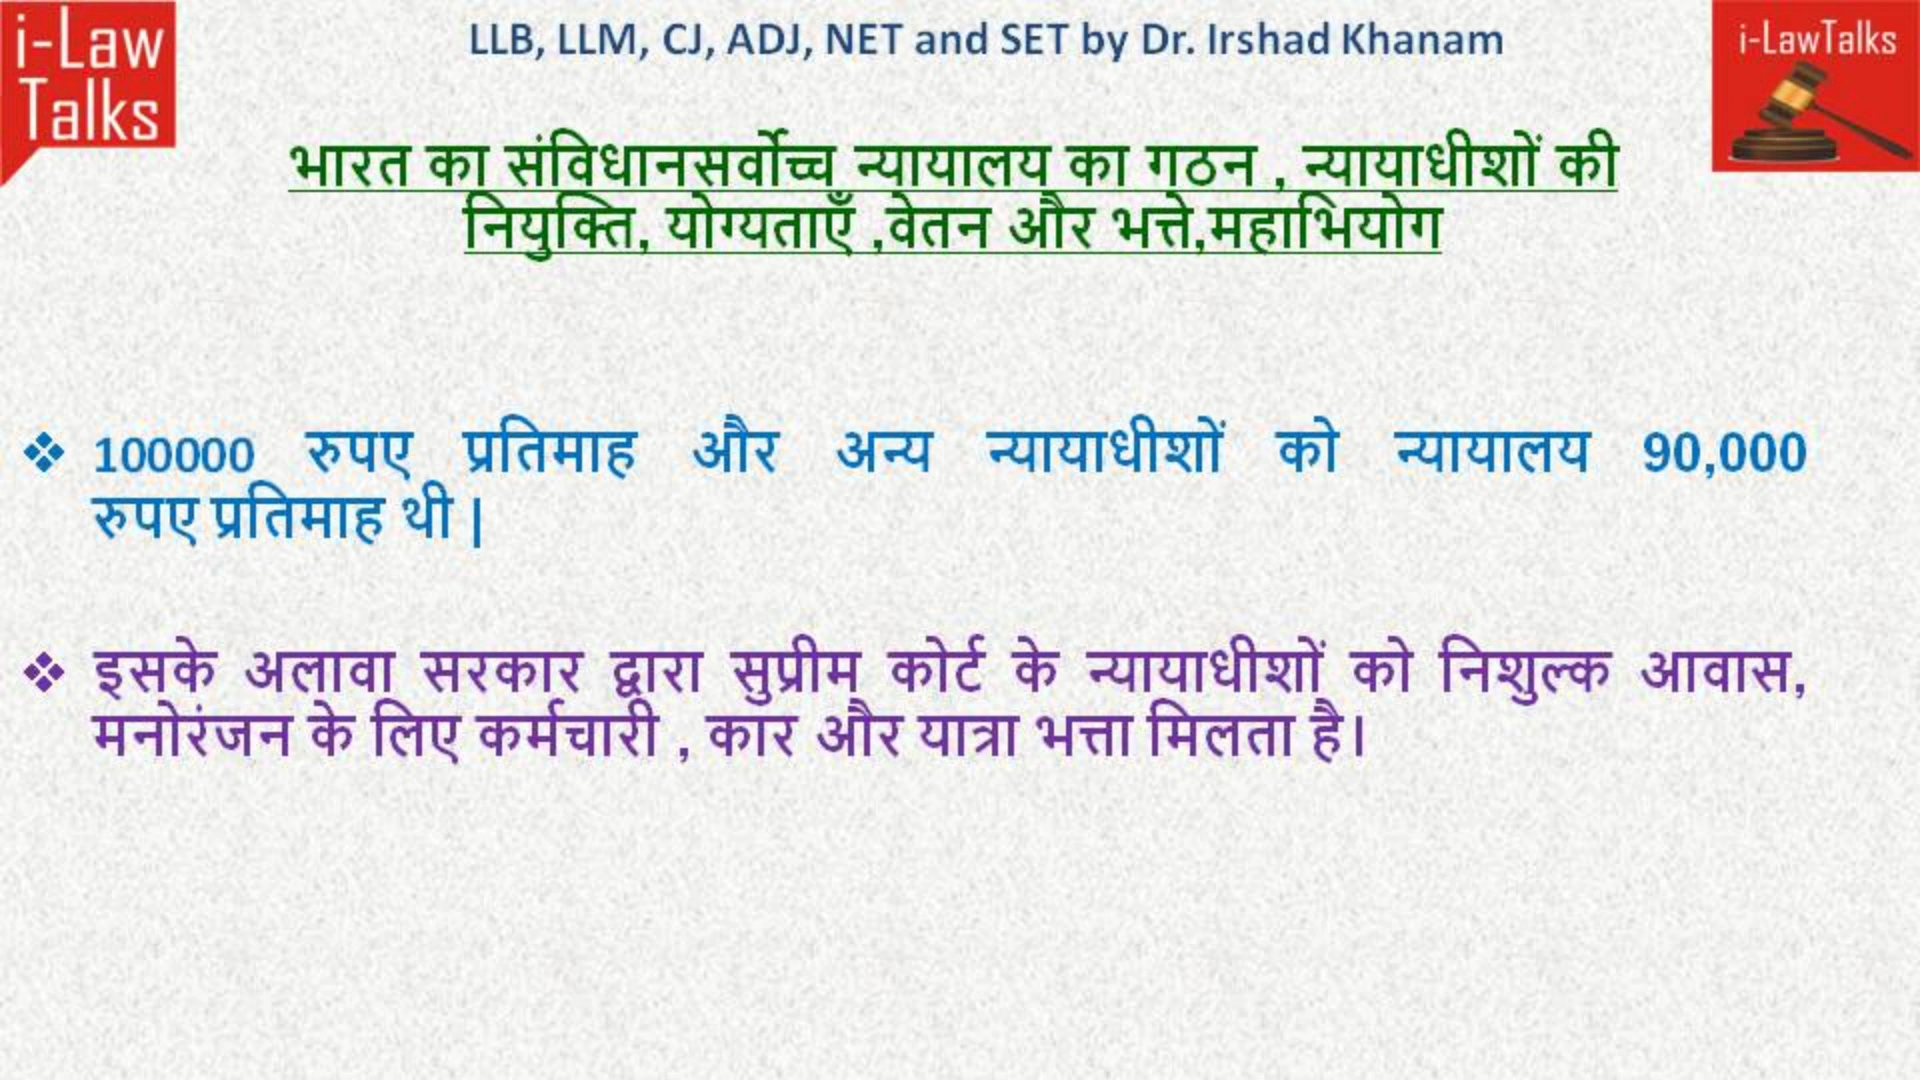 i-Law
Talks
LLB, LLM, CJ, ADJ, NET and SET by Dr. Irshad Khanam
i-LawTalks
भारत का संविधानसर्वोच्च न्यायालय का गठन , न्यायाधीशों की
नियुक्ति, योग्यताएँ ,वेतन और भत्ते,महाभियोग
❖ 100000 रुपए प्रतिमाह और अन्य न्यायाधीशों को न्यायालय 90,000
रुपए प्रतिमाह थी |
❖ इसके अलावा सरकार द्वारा सुप्रीम कोर्ट के न्यायाधीशों को निशुल्क आवास,
मनोरंजन के लिए कर्मचारी , कार और यात्रा भत्ता मिलता है।